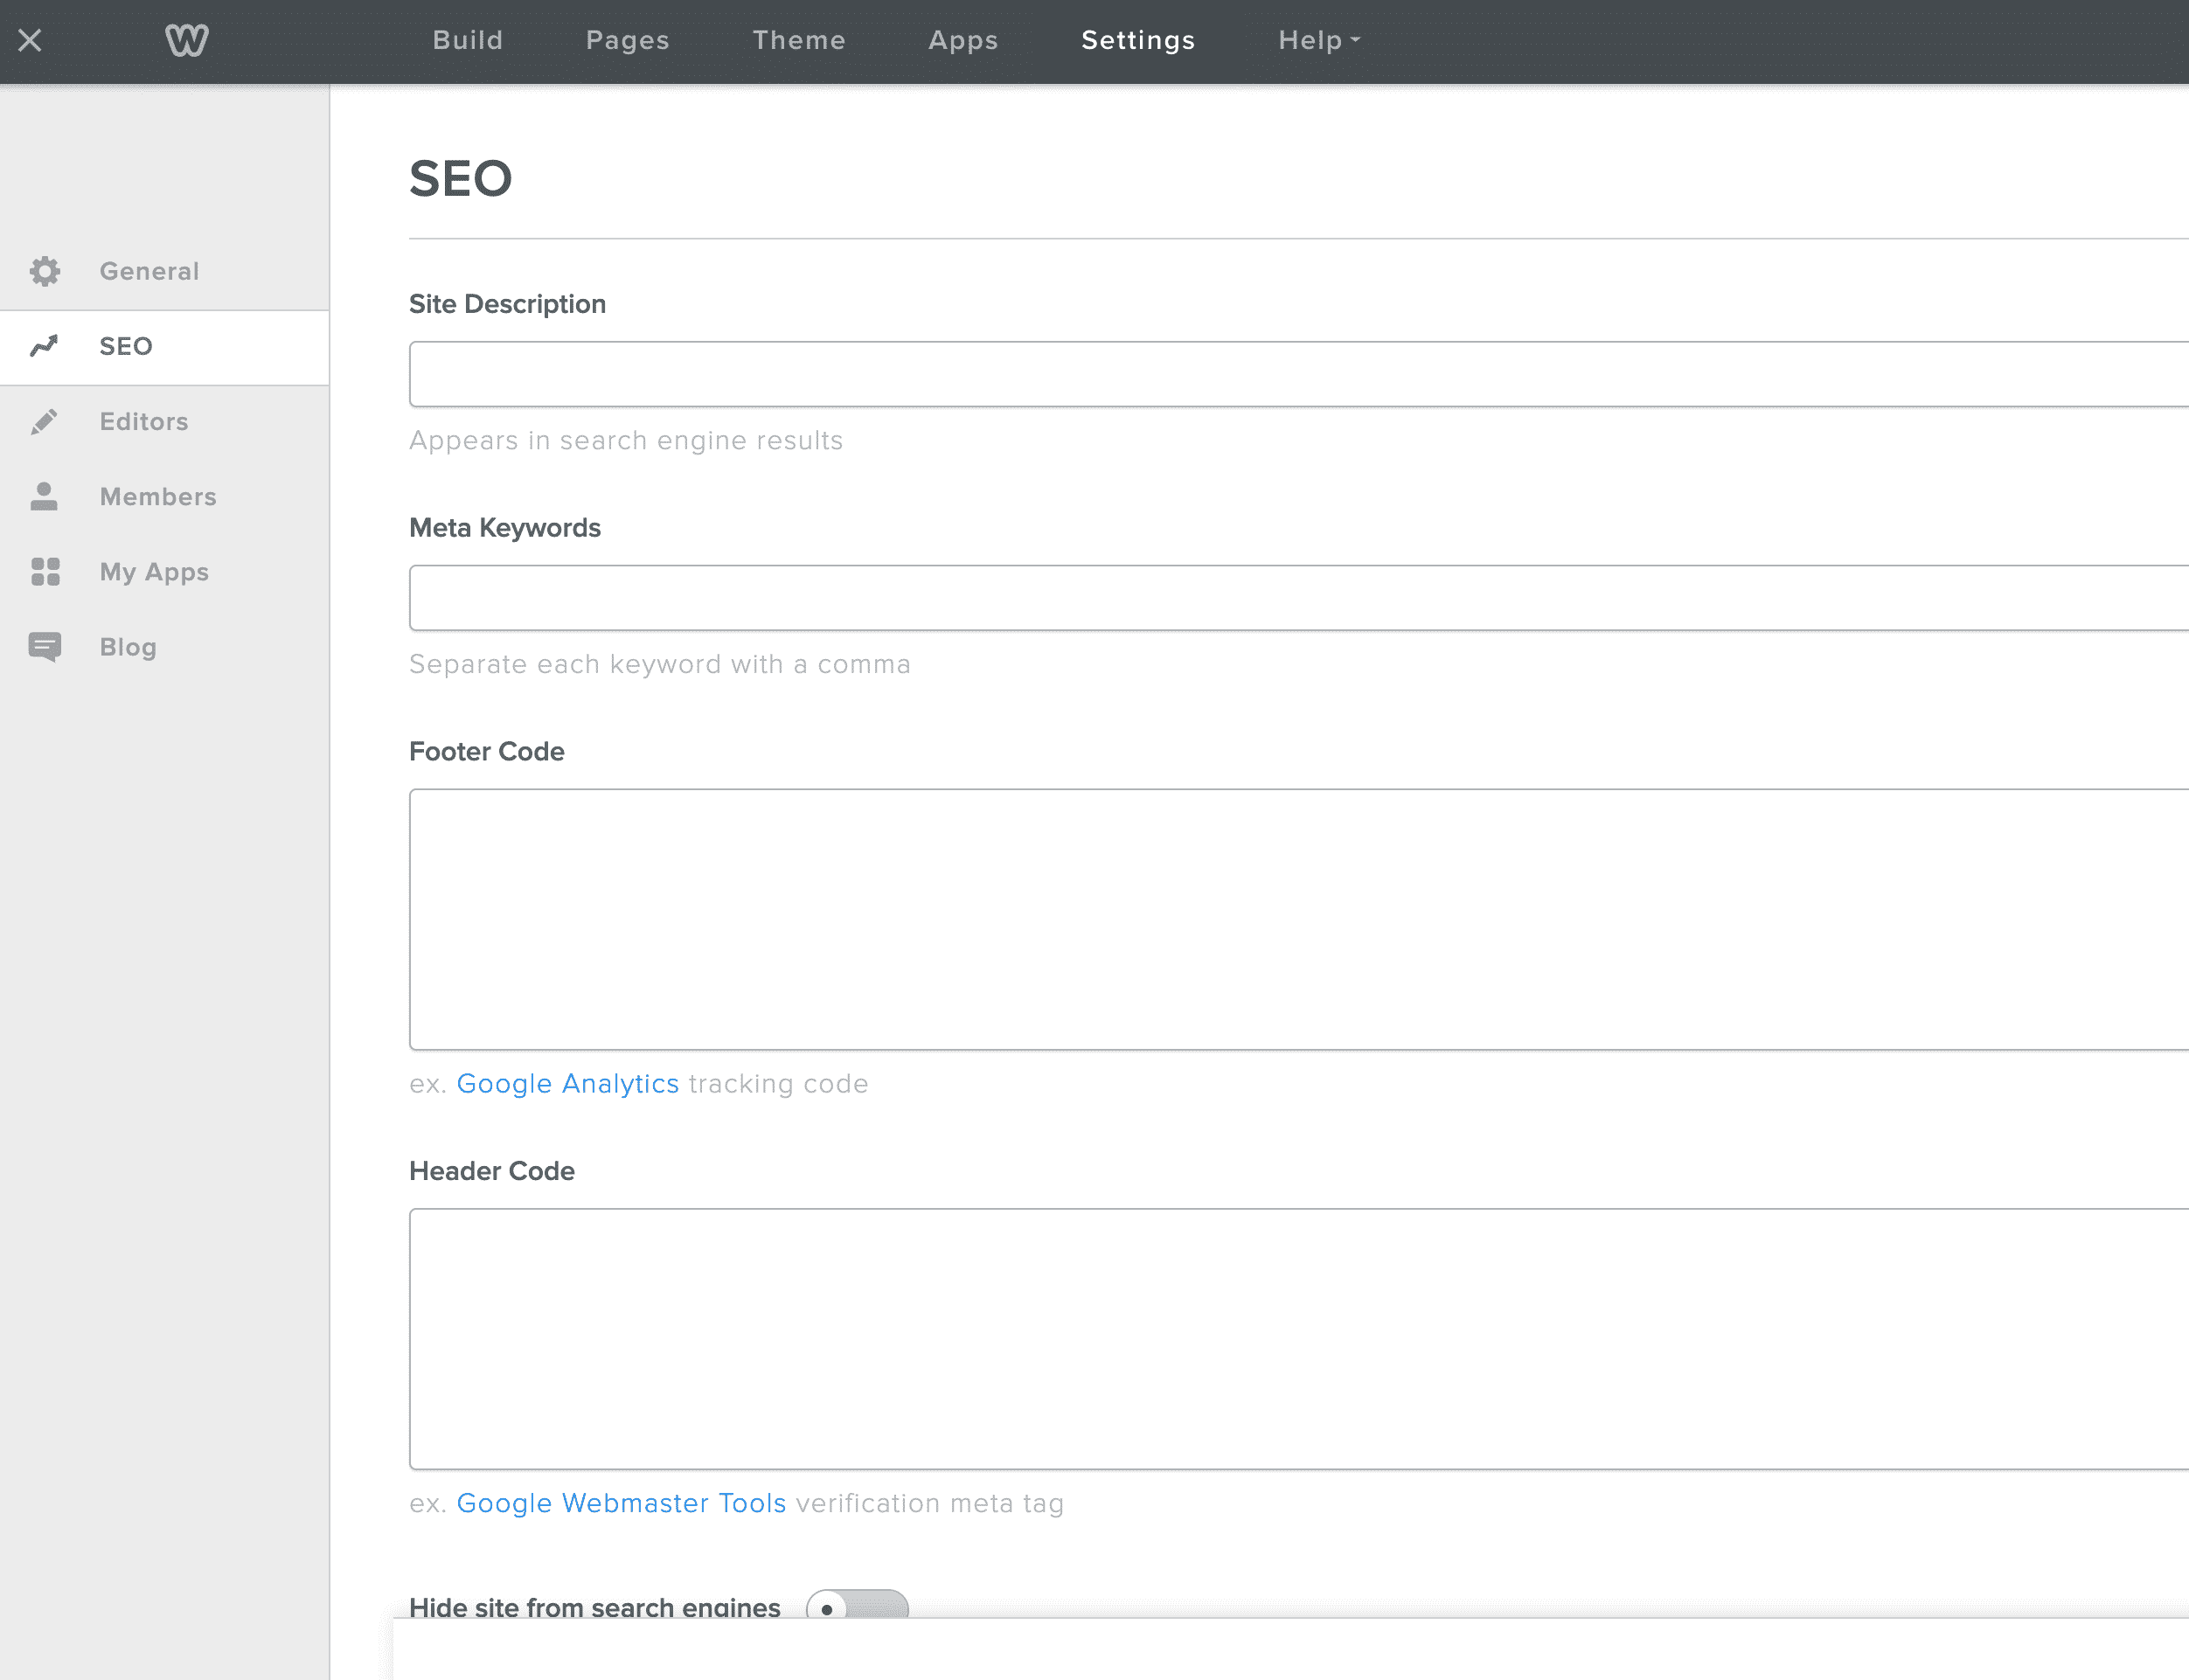 Build Pages Theme Apps Settings Help
General
SEO
Editors
Members
My Apps
Blog
SEO
Site Description
Appears in search engine results
Meta Keywords
Separate each keyword with a comma
Footer Code
ex. Google Analytics tracking code
Header Code
ex. Google Webmaster Tools verification meta tag
Hide site from search engines